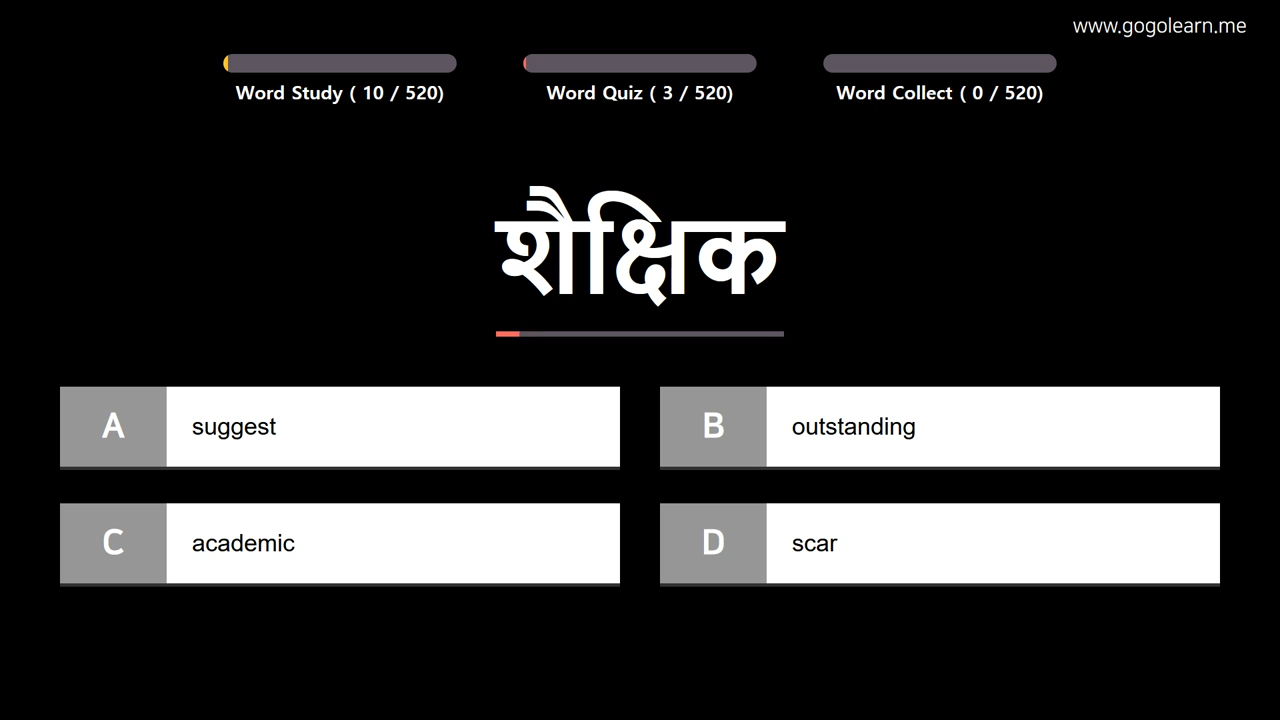 www.gogolearn.me
Word Study ( 10 / 520)
Word Quiz ( 3 / 520)
Word Collect ( 0 / 520)
शैक्षिक
A suggest
B outstanding
C academic
D scar